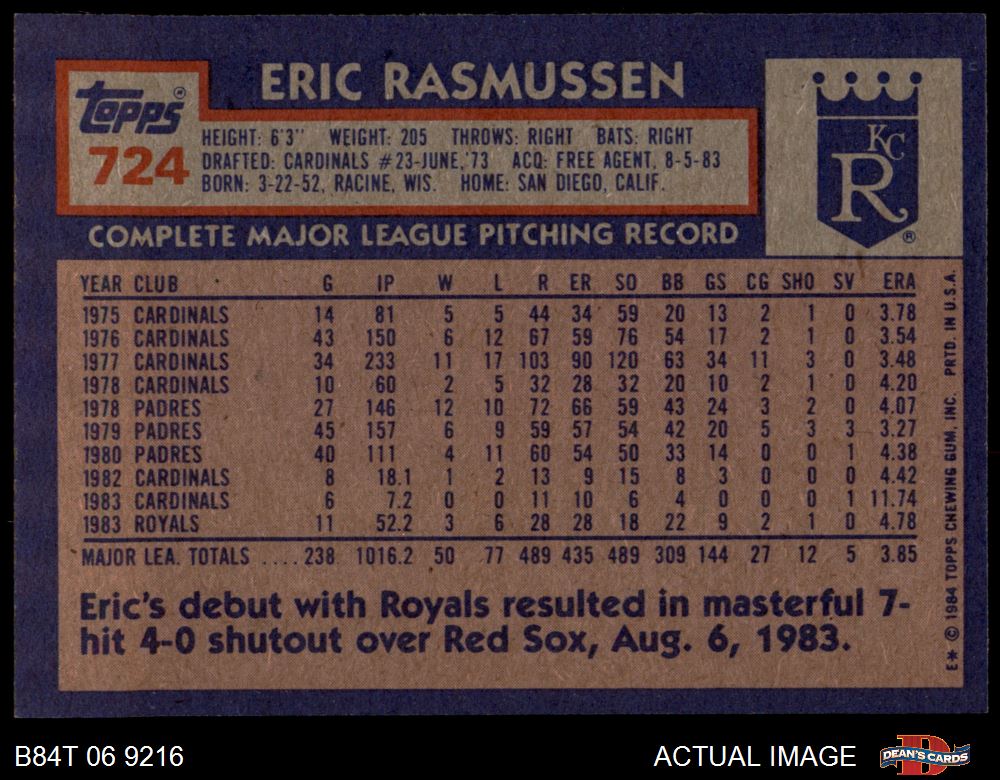 ERIC RASMUSSEN
Topps®
724
HEIGHT: 6'3" WEIGHT: 205 THROWS: RIGHT BATS: RIGHT
DRAFTED: CARDINALS #23-JUNE,'73 ACQ: FREE AGENT, 8-5-83
BORN: 3-22-52, RACINE, WIS. HOME: SAN DIEGO, CALIF.
KC
R
®
COMPLETE MAJOR LEAGUE PITCHING RECORD
YEAR CLUB G IP W L R ER SO BB GS CG SHO SV ERA
1975 CARDINALS 14 81 5 5 44 34 59 20 13 2 1 0 3.78
1976 CARDINALS 43 150 6 12 67 59 76 54 17 2 1 0 3.54
1977 CARDINALS 34 233 11 17 103 90 120 63 34 11 3 0 3.48
1978 CARDINALS 10 60 2 5 32 28 32 20 10 2 1 0 4.20
1978 PADRES 27 146 12 10 72 66 59 43 24 3 2 0 4.07
1979 PADRES 45 157 6 9 59 57 54 42 20 5 3 3 3.27
1980 PADRES 40 111 4 11 60 54 50 33 14 0 0 1 4.38
1982 CARDINALS 8 18.1 1 2 13 9 15 8 3 0 0 0 4.42
1983 CARDINALS 6 7.2 0 0 11 10 6 4 0 0 0 1 11.74
1983 ROYALS 11 52.2 3 6 28 28 18 22 9 2 1 0 4.78
MAJOR LEA. TOTALS .... 238 1016.2 50 77 489 435 489 309 144 27 12 5 3.85
Eric's debut with Royals resulted in masterful 7-
hit 4-0 shutout over Red Sox, Aug. 6, 1983.
E* © 1984 TOPPS CHEWING GUM, INC. PRTD. IN U.S.A.
B84T 06 9216
ACTUAL IMAGE
D
DEAN'S CARDS